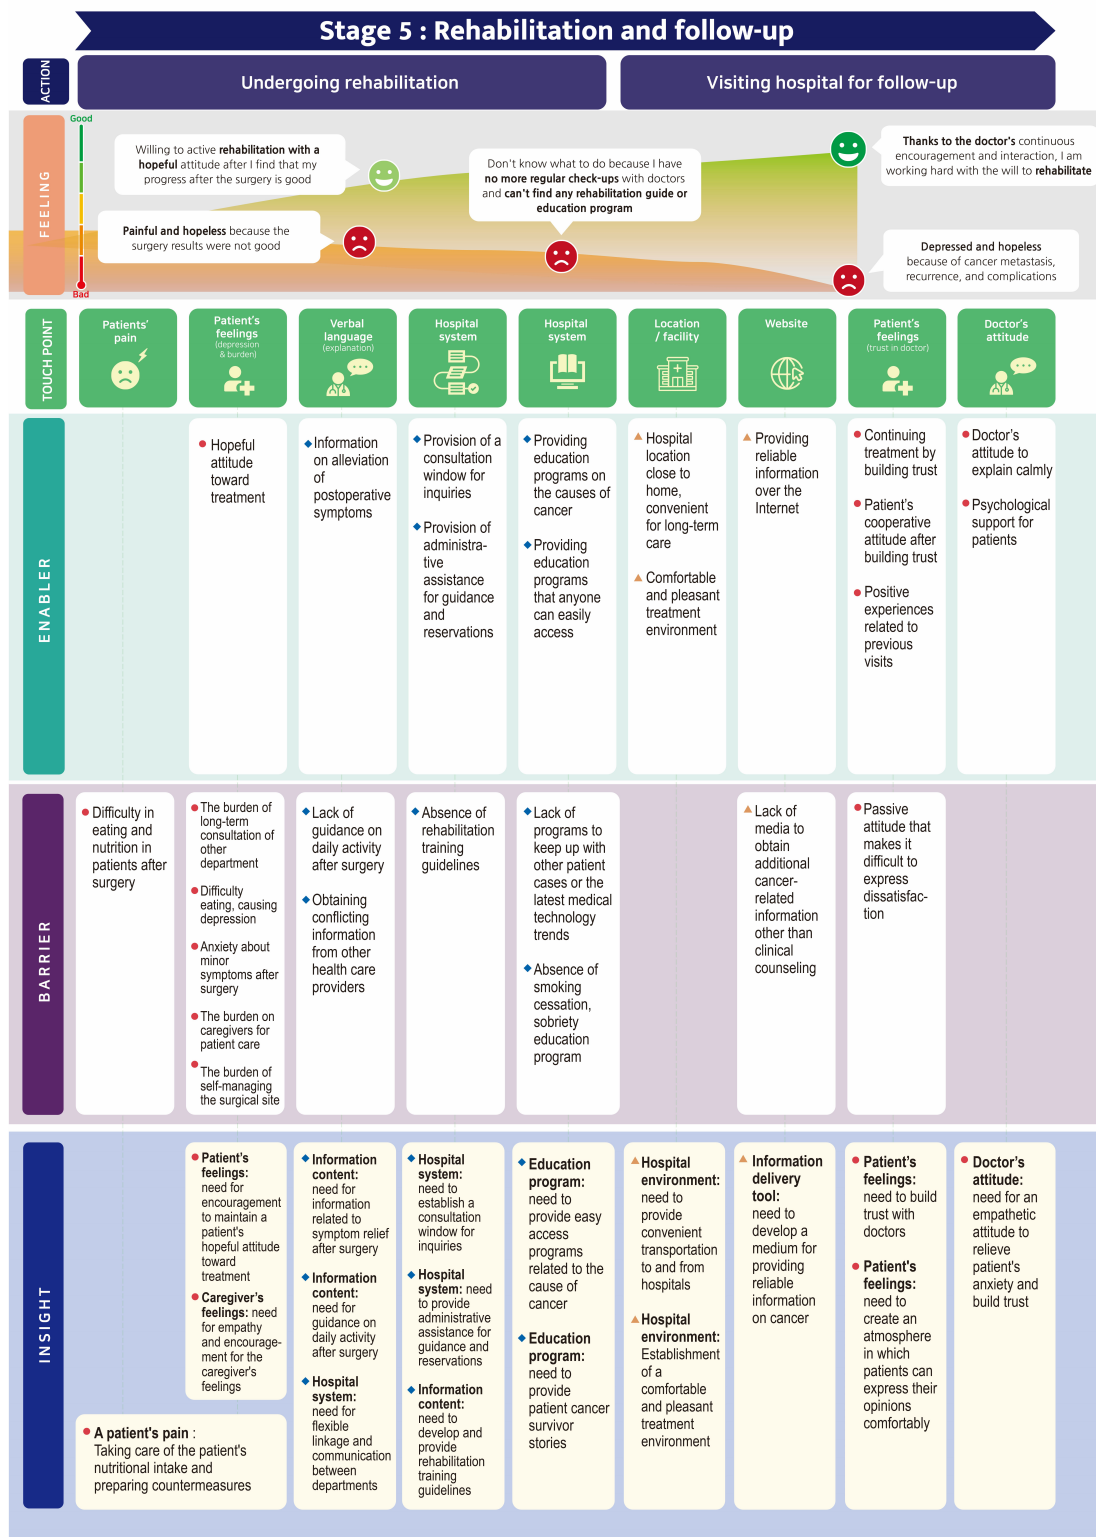 Stage 5 : Rehabilitation and follow-up
ACTION
Undergoing rehabilitation
Visiting hospital for follow-up
FEELING
Good
Bad
Willing to active rehabilitation with a
hopeful attitude after I find that my
progress after the surgery is good
Painful and hopeless because the
surgery results were not good
Don't know what to do because I have
no more regular check-ups with doctors
and can't find any rehabilitation guide or
education program
Thanks to the doctor's continuous
encouragement and interaction, I am
working hard with the will to rehabilitate
Depressed and hopeless
because of cancer metastasis,
recurrence, and complications
TOUCH POINT
Patients'
pain
Patient's
feelings
(depression
& burden)
Verbal
language
(explanation)
Hospital
system
Hospital
system
Location
/ facility
Website
Patient's
feelings
(trust in doctor)
Doctor's
attitude
ENABLER
Hopeful
attitude
toward
treatment
Information
on alleviation
of
postoperative
symptoms
Provision of a
consultation
window for
inquiries
Provision of
administra-
tive
assistance
for guidance
and
reservations
Providing
education
programs on
the causes of
cancer
Providing
education
programs
that anyone
can easily
access
Hospital
location
close to
home,
convenient
for long-term
care
Comfortable
and pleasant
treatment
environment
Providing
reliable
information
over the
Internet
Continuing
treatment by
building trust
Patient's
cooperative
attitude after
building trust
Positive
experiences
related to
previous
visits
Doctor's
attitude to
explain calmly
Psychological
support for
patients
BARRIER
Difficulty in
eating and
nutrition in
patients after
surgery
The burden of
long-term
consultation of
other
department
Difficulty
eating, causing
depression
Anxiety about
minor
symptoms after
surgery
The burden on
caregivers for
patient care
The burden of
self-managing
the surgical site
Lack of
guidance on
daily activity
after surgery
Obtaining
conflicting
information
from other
health care
providers
Absence of
rehabilitation
training
guidelines
Lack of
programs to
keep up with
other patient
cases or the
latest medical
technology
trends
Absence of
smoking
cessation,
sobriety
education
program
Lack of
media to
obtain
additional
cancer-
related
information
other than
clinical
counseling
Passive
attitude that
makes it
difficult to
express
dissatisfac-
tion
INSIGHT
Patient's
feelings:
need for
encouragement
to maintain a
patient's
hopeful attitude
toward
treatment
Caregiver's
feelings: need
for empathy
and encourage-
ment for the
caregiver's
feelings
A patient's pain :
Taking care of the patient's
nutritional intake and
preparing countermeasures
Information
content:
need for
information
related to
symptom relief
after surgery
Information
content:
need for
guidance on
daily activity
after surgery
Hospital
system:
need for
flexible
linkage and
communication
between
departments
Hospital
system:
need to
establish a
consultation
window for
inquiries
Hospital
system: need
to provide
administrative
assistance for
guidance and
reservations
Information
content:
need to
develop and
provide
rehabilitation
training
guidelines
Education
program:
need to
provide easy
access
programs
related to the
cause of
cancer
Education
program:
need to
provide
patient cancer
survivor
stories
Hospital
environment:
need to
provide
convenient
transportation
to and from
hospitals
Hospital
environment:
Establishment
of a
comfortable
and pleasant
treatment
environment
Information
delivery
tool:
need to
develop a
medium for
providing
reliable
information
on cancer
Patient's
feelings:
need to build
trust with
doctors
Patient's
feelings:
need to
create an
atmosphere
in which
patients can
express their
opinions
comfortably
Doctor's
attitude:
need for an
empathetic
attitude to
relieve
patient's
anxiety and
build trust